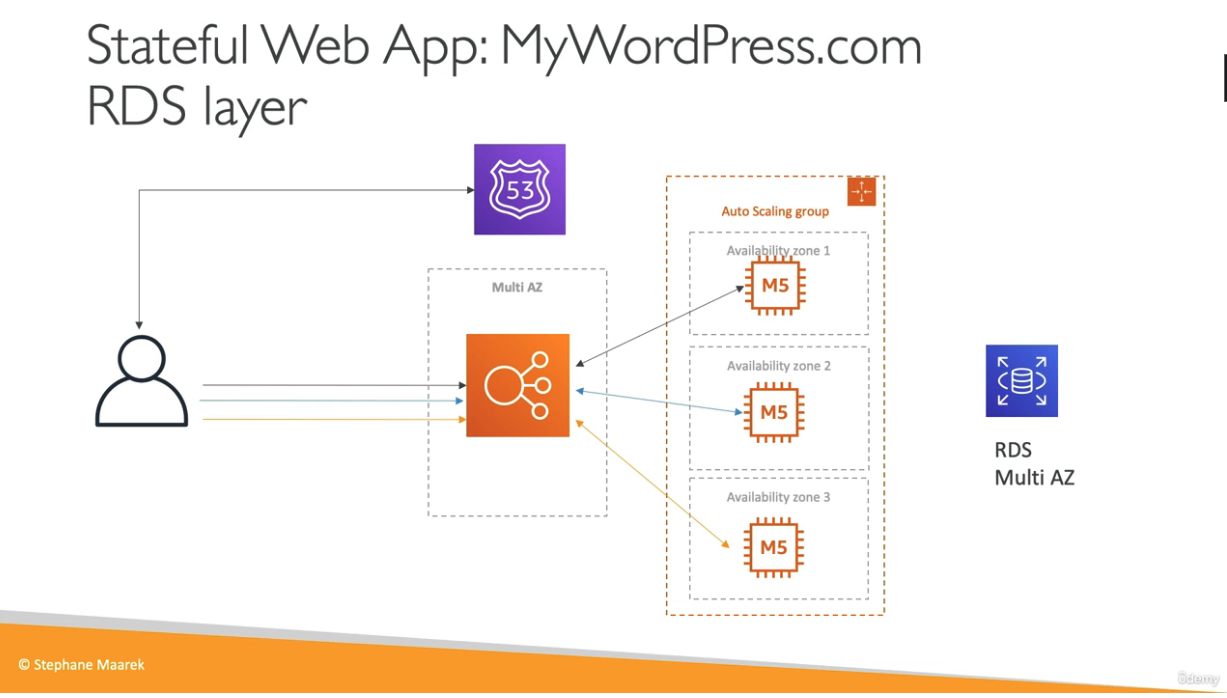 Stateful Web App: MyWordPress.com
RDS layer
53
Auto Scaling group
Availability zone 1
M5
Multi AZ
Availability zone 2
M5
RDS
Multi AZ
Availability zone 3
M5
© Stephane Maarek
ûdemy